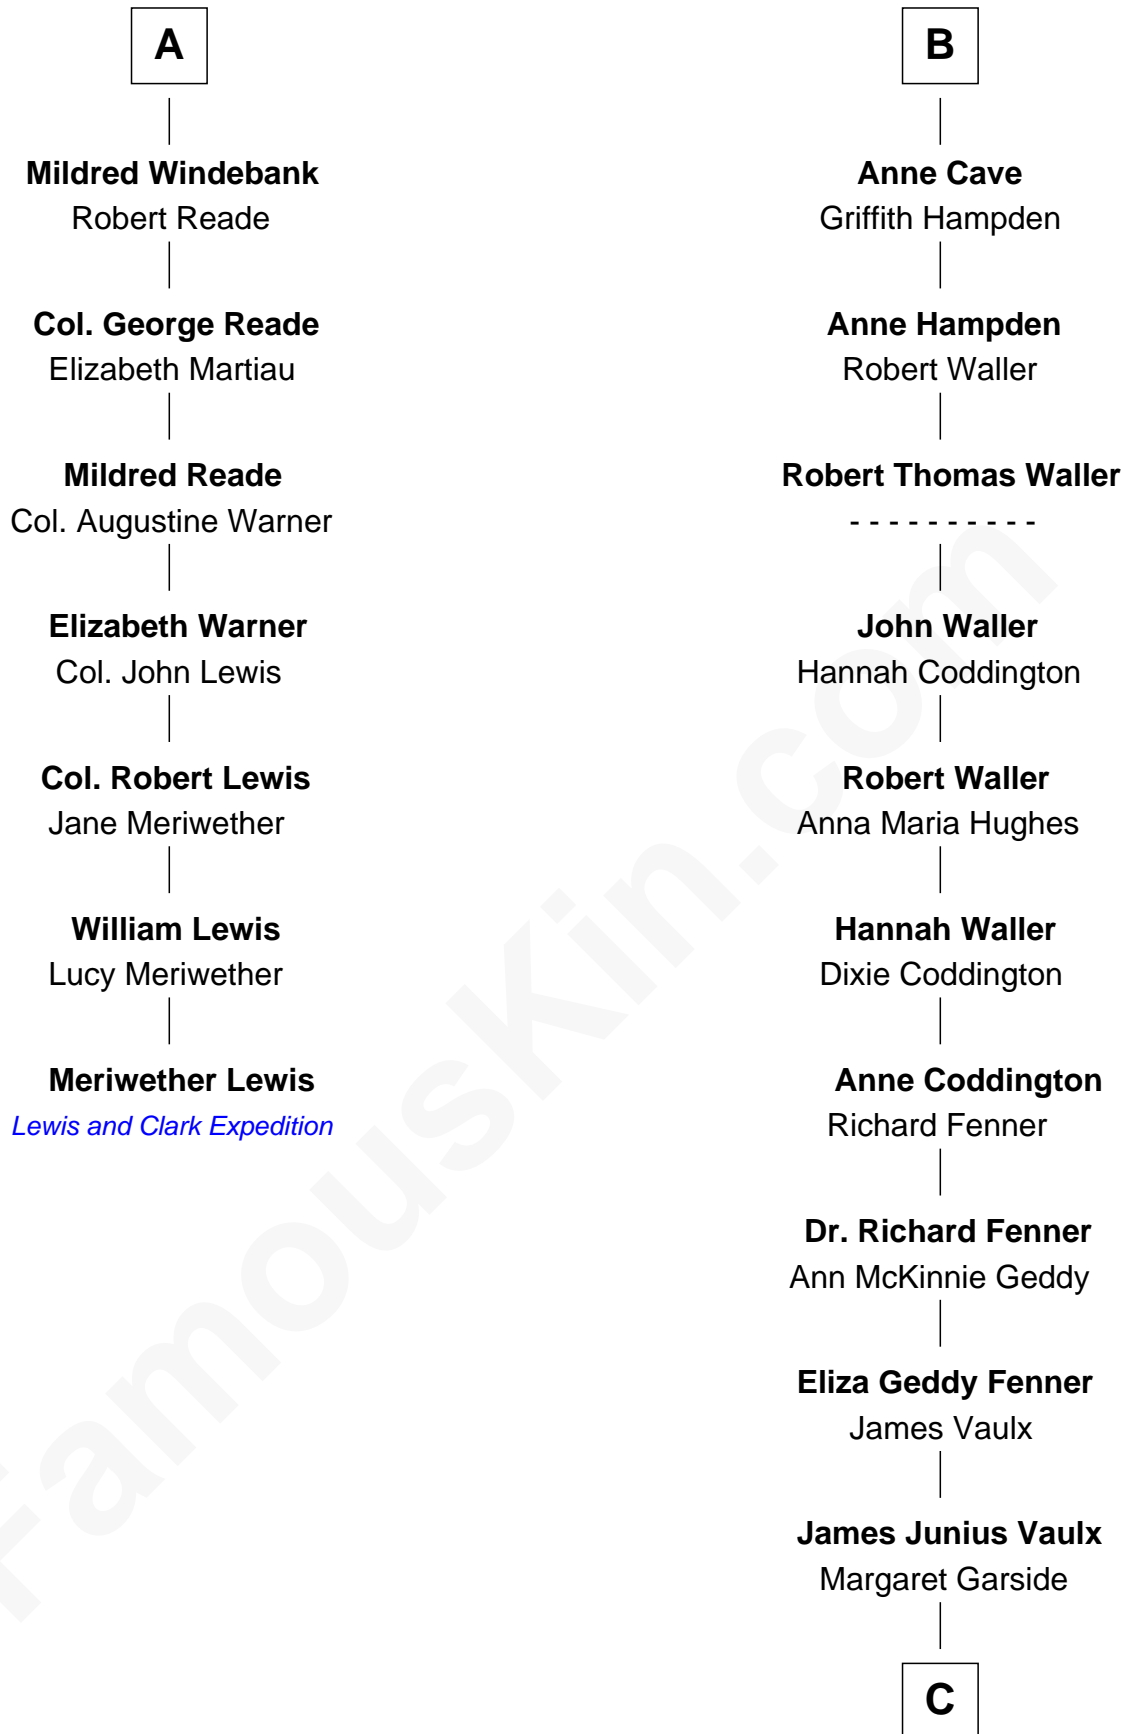 A
Mildred Windebank
Robert Reade
Col. George Reade
Elizabeth Martiau
Mildred Reade
Col. Augustine Warner
Elizabeth Warner
Col. John Lewis
Col. Robert Lewis
Jane Meriwether
William Lewis
Lucy Meriwether
Meriwether Lewis
Lewis and Clark Expedition
B
Anne Cave
Griffith Hampden
Anne Hampden
Robert Waller
Robert Thomas Waller
- - - - - - - - - -
John Waller
Hannah Coddington
Robert Waller
Anna Maria Hughes
Hannah Waller
Dixie Coddington
Anne Coddington
Richard Fenner
Dr. Richard Fenner
Ann McKinnie Geddy
Eliza Geddy Fenner
James Vaulx
James Junius Vaulx
Margaret Garside
C
FamousKin.com